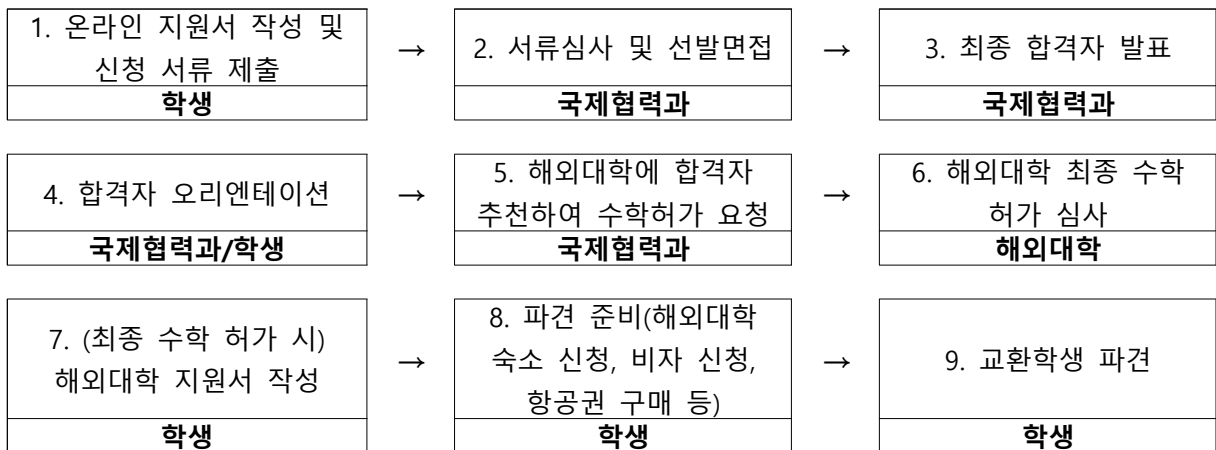 1. 온라인 지원서 작성 및
신청 서류 제출
학생
→
2. 서류심사 및 선발면접
국제협력과
→
3. 최종 합격자 발표
국제협력과
4. 합격자 오리엔테이션
국제협력과/학생
→
5. 해외대학에 합격자
추천하여 수학허가 요청
국제협력과
→
6. 해외대학 최종 수학
허가 심사
해외대학
7. (최종 수학 허가 시)
해외대학 지원서 작성
학생
→
8. 파견 준비(해외대학
숙소 신청, 비자 신청,
항공권 구매 등)
학생
→
9. 교환학생 파견
학생